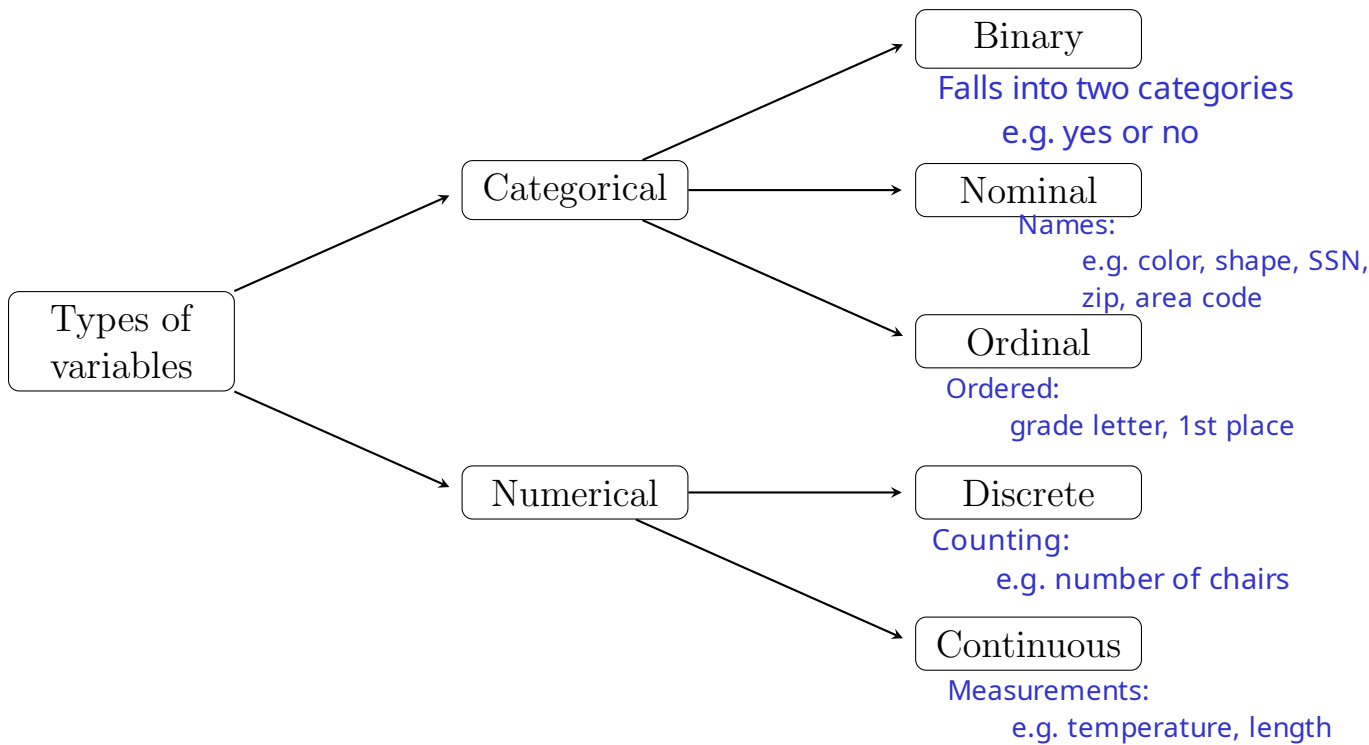 Binary
Falls into two categories
e.g. yes or no
Categorical
Nominal
Names:
e.g. color, shape, SSN,
zip, area code
Types of
variables
Ordinal
Ordered:
grade letter, 1st place
Numerical
Discrete
Counting:
e.g. number of chairs
Continuous
Measurements:
e.g. temperature, length